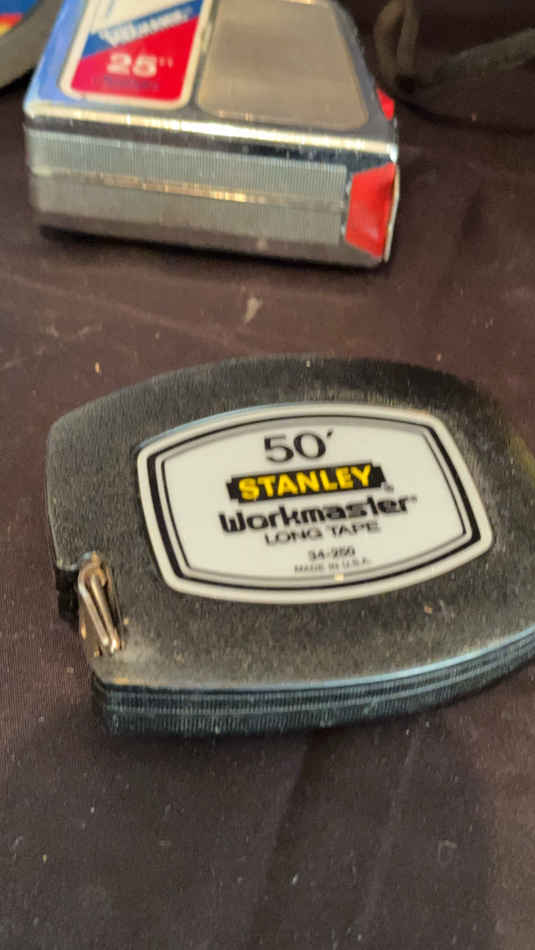 25'
50'
STANLEY®
Workmaster®
LONG TAPE
34-250
MADE IN U.S.A.